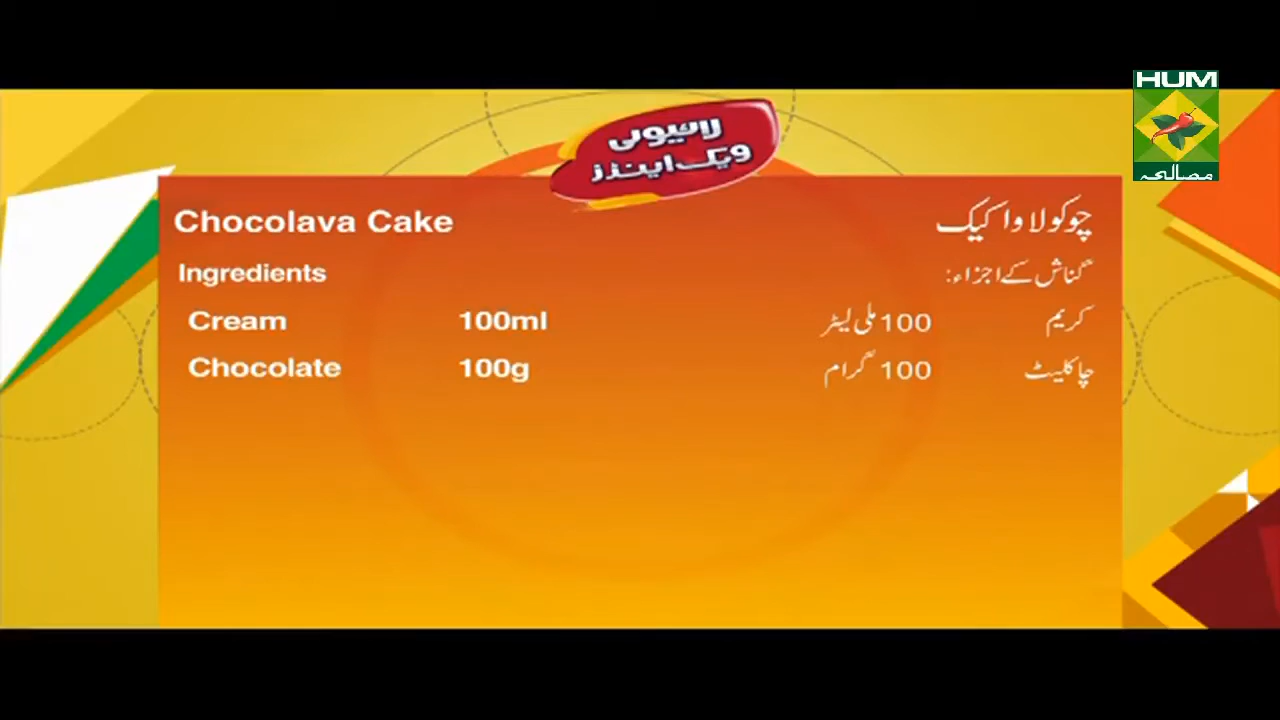 HUM
مصالحہ
لائیولی
ویک اینڈز
Chocolava Cake چوکولاوا کیک
Ingredients گناش کے اجزاء:
Cream 100ml کریم 100 ملی لیٹر
Chocolate 100g چاکلیٹ 100 گرام